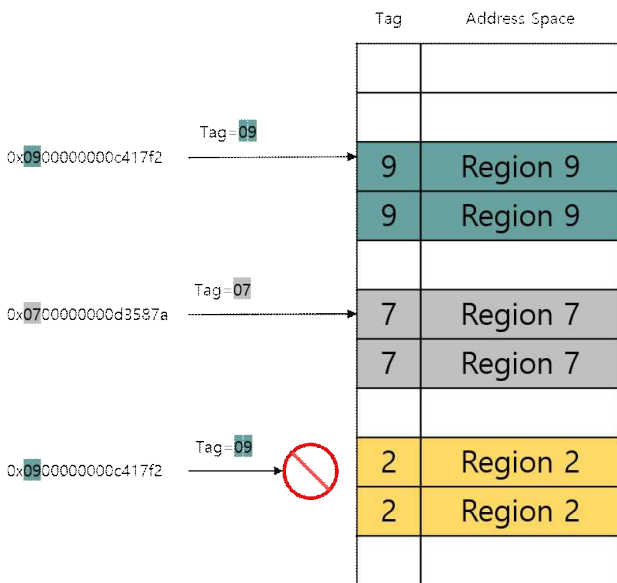 Tag Address Space
Tag=09
0x0900000000c417f2
9 Region 9
9 Region 9
Tag=07
0x0700000000d3587a
7 Region 7
7 Region 7
Tag=09
0x0900000000c417f2
2 Region 2
2 Region 2